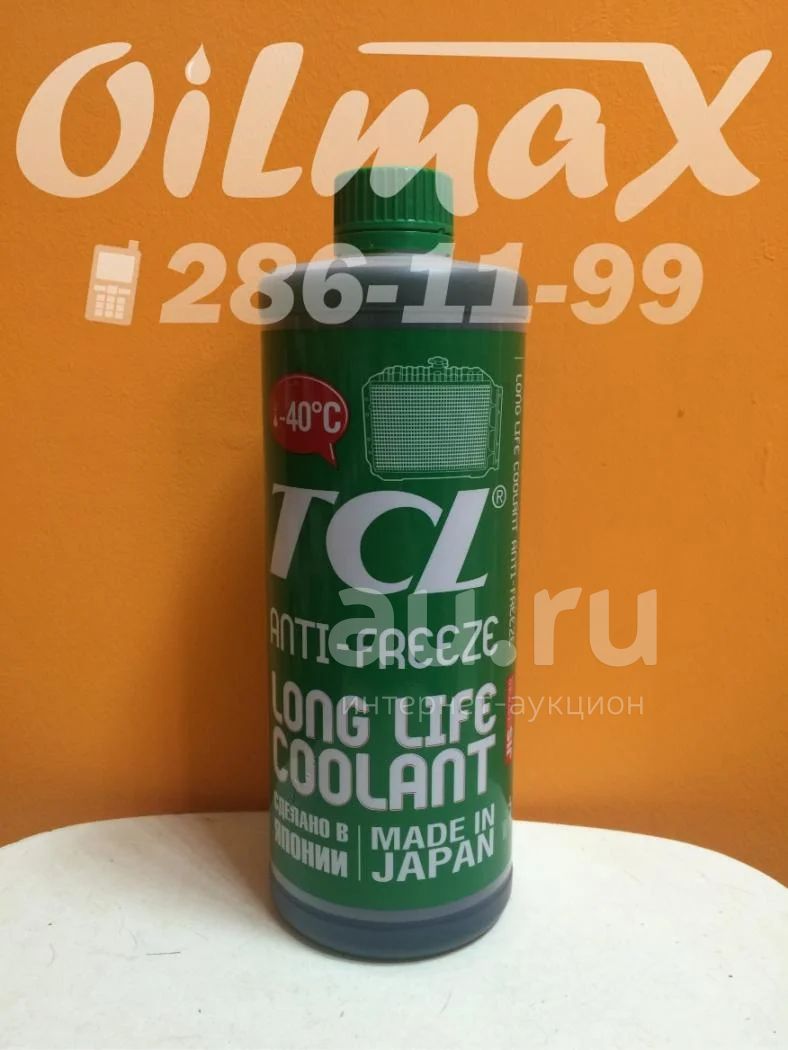 OilmaX
286-11-99
-40°C
TCL®
ANTI-FREEZE
LONG LIFE
COOLANT
СДЕЛАНО В
ЯПОНИИ
MADE IN
JAPAN
LONG LIFE COOLANT ANTI-FREEZE
JIS
au.ru
интернет-аукцион